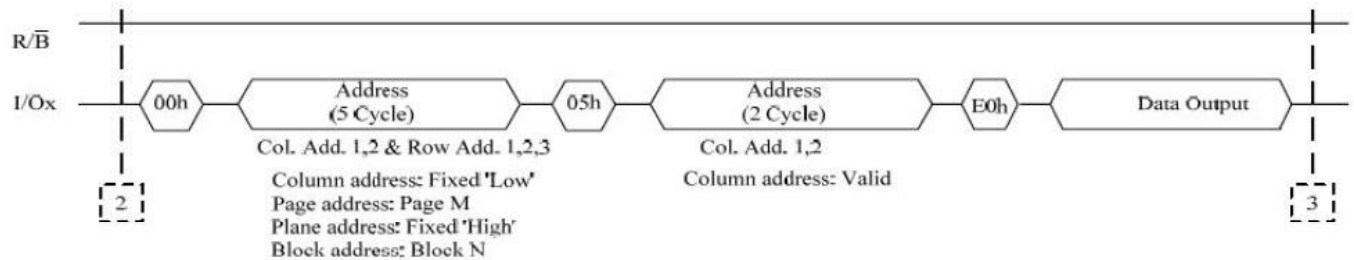 R/B̅
I/Ox
00h
Address
(5 Cycle)
05h
Address
(2 Cycle)
E0h
Data Output
Col. Add. 1,2 & Row Add. 1,2,3
Col. Add. 1,2
Column address: Fixed 'Low'
Column address: Valid
Page address: Page M
Plane address: Fixed 'High'
Block address: Block N
2
3